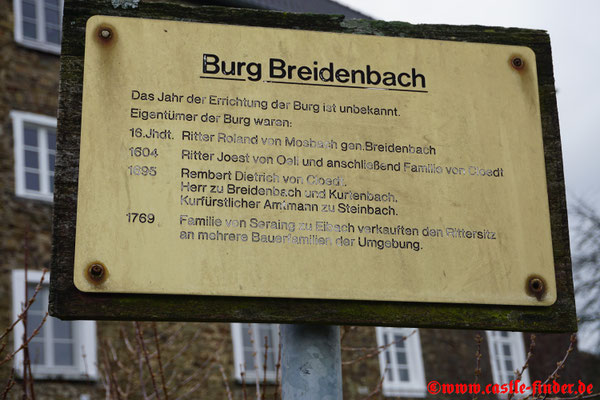 Burg Breidenbach
Das Jahr der Errichtung der Burg ist unbekannt.
Eigentümer der Burg waren:
16.Jhdt. Ritter Roland von Mosbach gen.Breidenbach
1604 Ritter Joest von Oell und anschließend Familie von Cloedt
1695 Rembert Dietrich von Cloedt.
Herr zu Breidenbach und Kurtenbach.
Kurfürstlicher Amtmann zu Steinbach.
1769 Familie von Seraing zu Eibach verkauften den Rittersitz
an mehrere Bauerfamilien der Umgebung.
©www.castle-finder.de